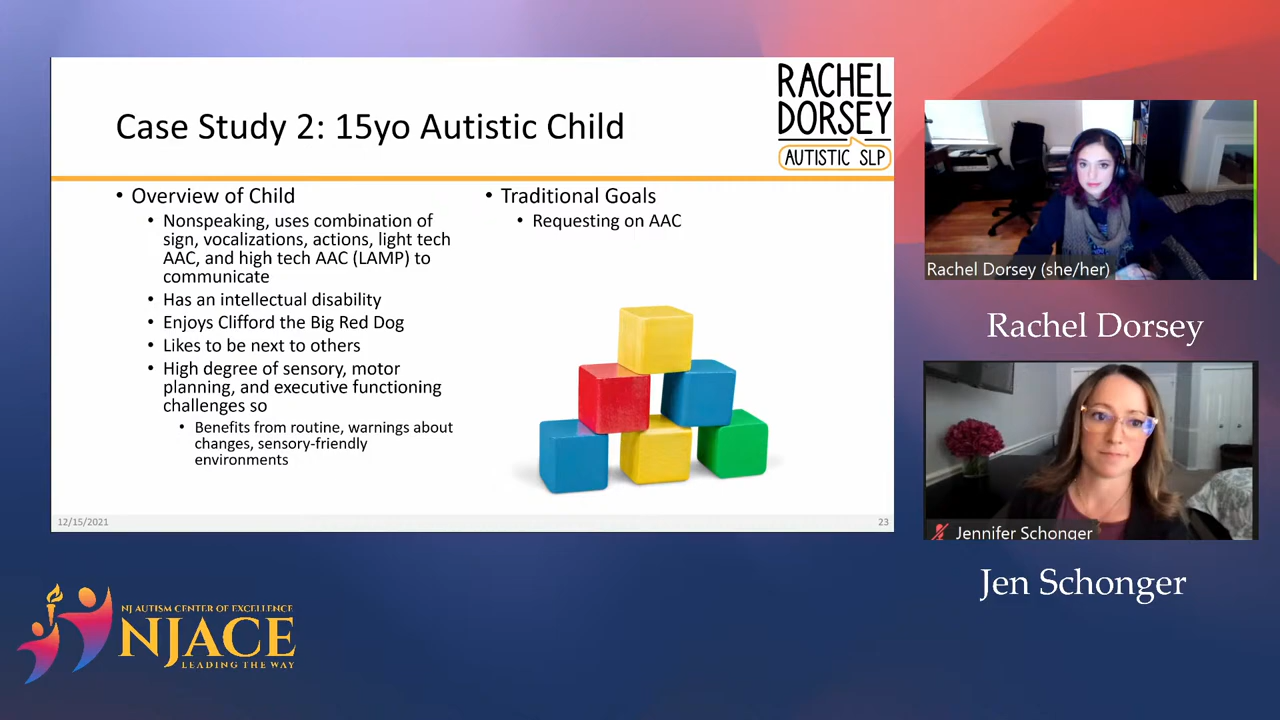 Case Study 2: 15yo Autistic Child
RACHEL
DORSEY
AUTISTIC SLP
• Overview of Child
• Nonspeaking, uses combination of
sign, vocalizations, actions, light tech
AAC, and high tech AAC (LAMP) to
communicate
• Has an intellectual disability
• Enjoys Clifford the Big Red Dog
• Likes to be next to others
• High degree of sensory, motor
planning, and executive functioning
challenges so
• Benefits from routine, warnings about
changes, sensory-friendly
environments
• Traditional Goals
• Requesting on AAC
12/15/2021
23
Rachel Dorsey (she/her)
Rachel Dorsey
Jennifer Schonger
Jen Schonger
NJ AUTISM CENTER OF EXCELLENCE
NJACE
LEADING THE WAY